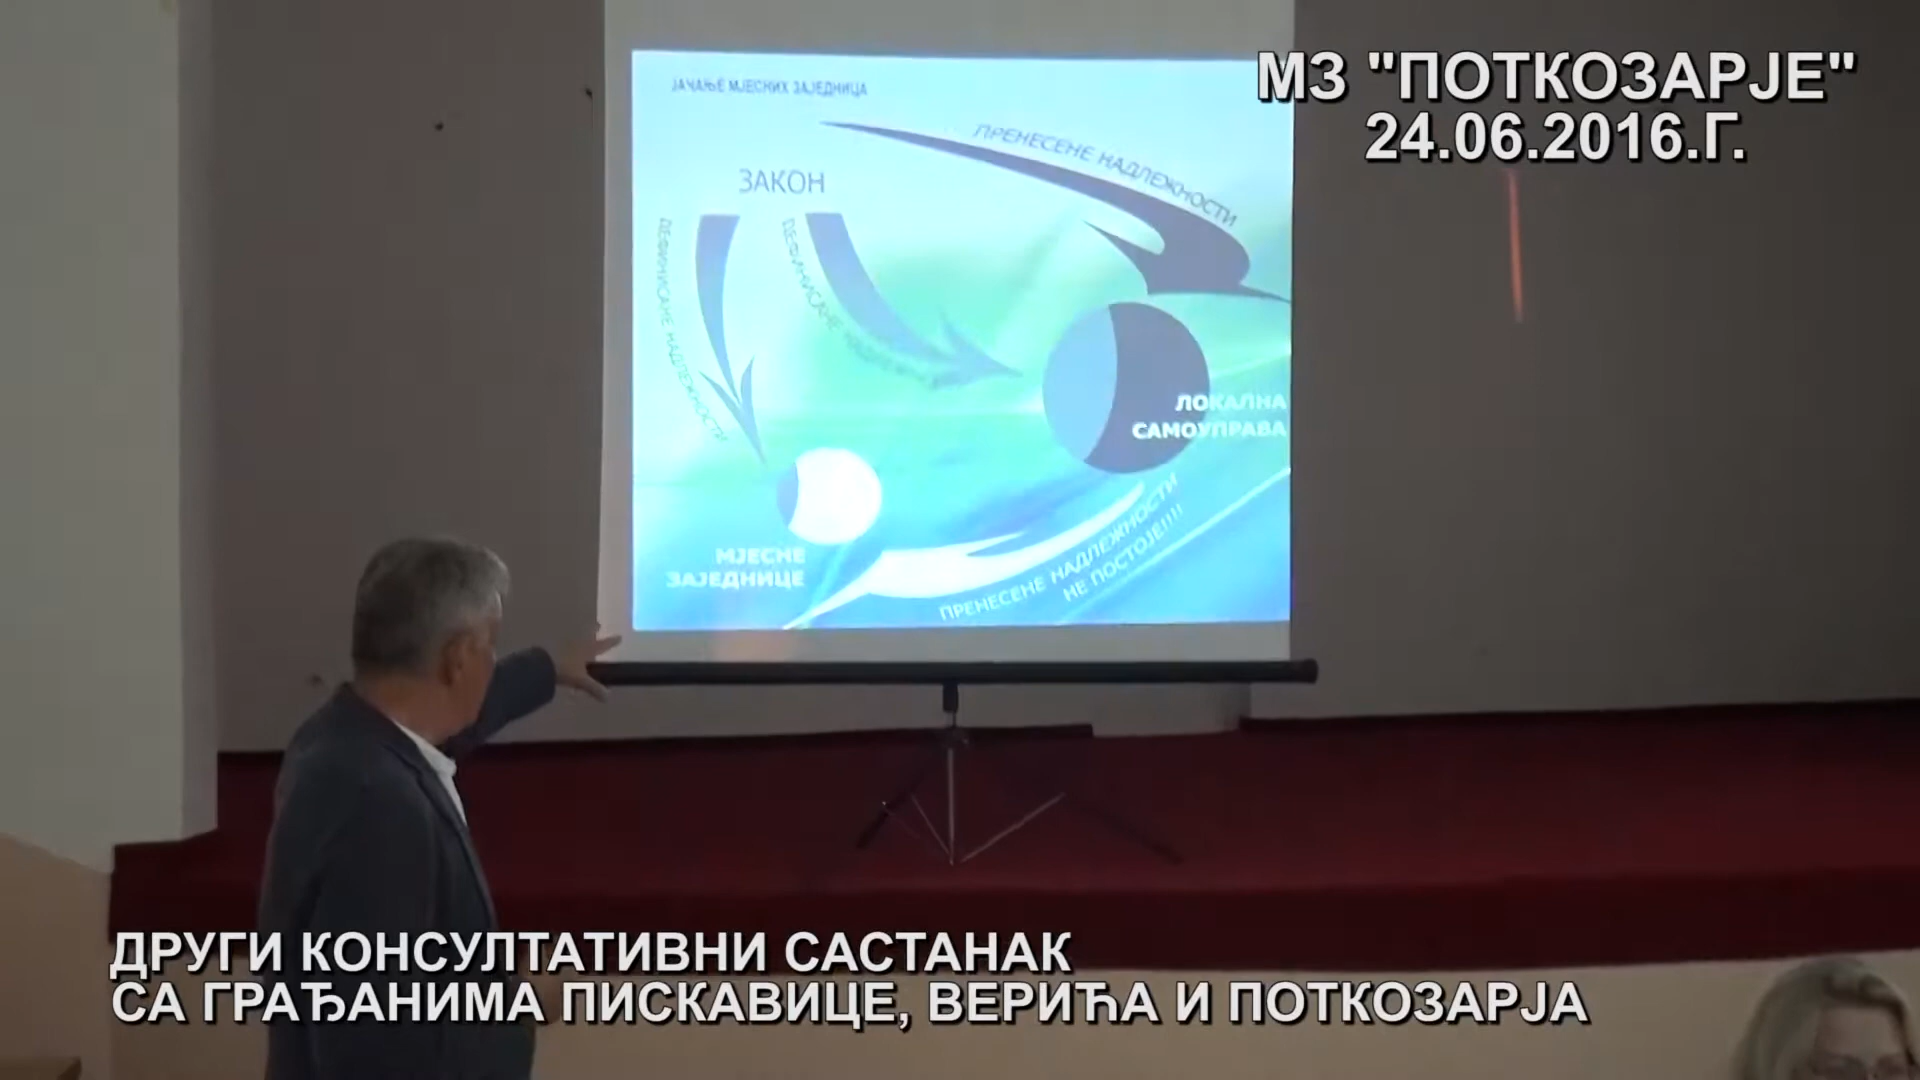 МЗ "ПОТКОЗАРЈЕ"
24.06.2016.Г.
ЈАЧАЊЕ МЈЕСНИХ ЗАЈЕДНИЦА
ПРЕНЕСЕНЕ НАДЛЕЖНОСТИ
ЗАКОН
ДЕФИНИСАНЕ НАДЛЕЖНОСТИ
ДЕФИНИСАНЕ
ЛОКАЛНА
САМОУПРАВА
МЈЕСНЕ
ЗАЈЕДНИЦЕ
ПРЕНЕСЕНЕ НАДЛЕЖНОСТИ
НЕ ПОСТОЈЕ!!!!
ДРУГИ КОНСУЛТАТИВНИ САСТАНАК
СА ГРАЂАНИМА ПИСКАВИЦЕ, ВЕРИЋА И ПОТКОЗАРЈА